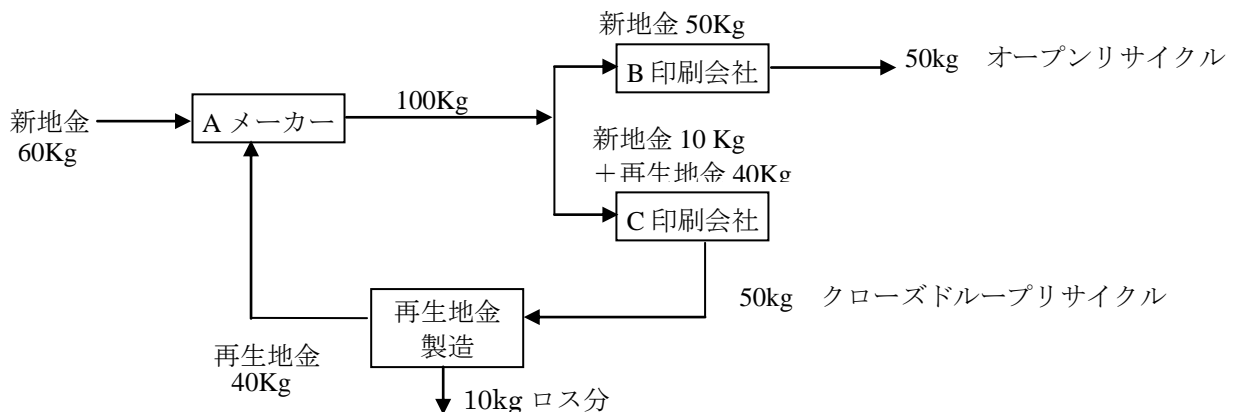 新地金 50Kg
B 印刷会社
50kg オープンリサイクル
新地金
60Kg
A メーカー
100Kg
新地金 10 Kg
＋再生地金 40Kg
C 印刷会社
50kg クローズドループリサイクル
再生地金
製造
再生地金
40Kg
10kg ロス分